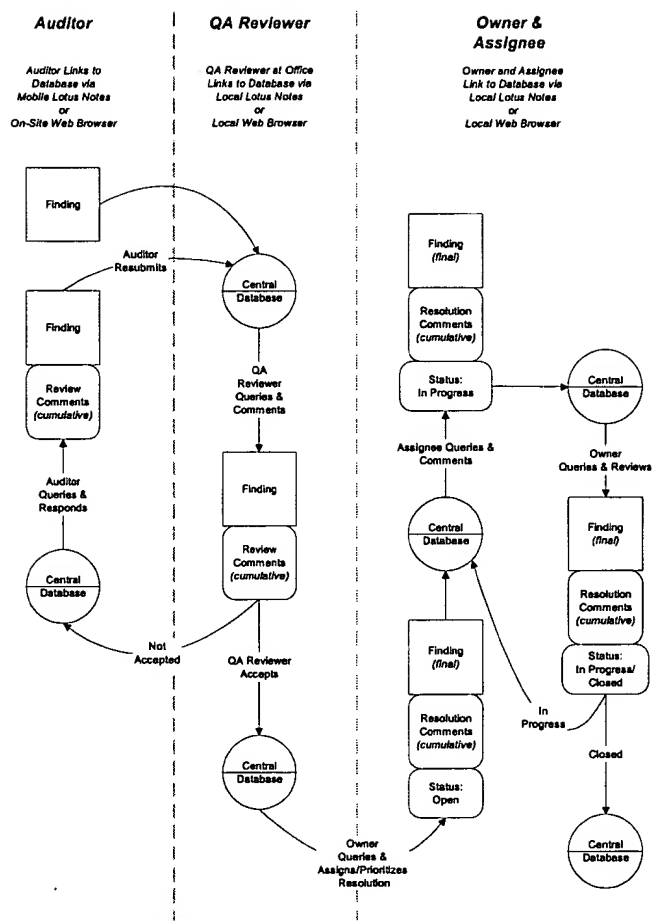 Auditor
Auditor Links to
Database via
Mobile Lotus Notes
or
On-Site Web Browser
Finding
Auditor
Resubmits
Finding
Review
Comments
(cumulative)
Auditor
Queries &
Responds
Central
Database
Not
Accepted
QA Reviewer
QA Reviewer at Office
Links to Database via
Local Lotus Notes
or
Local Web Browser
Central
Database
QA
Reviewer
Queries &
Comments
Finding
Review
Comments
(cumulative)
QA Reviewer
Accepts
Central
Database
Owner
Queries &
Assigns/Prioritizes
Resolution
Owner &
Assignee
Owner and Assignee
Link to Database via
Local Lotus Notes
or
Local Web Browser
Finding
(final)
Resolution
Comments
(cumulative)
Status:
In Progress
Assignee Queries &
Comments
Central
Database
Finding
(final)
Resolution
Comments
(cumulative)
Status:
Open
Central
Database
Owner
Queries & Reviews
Finding
(final)
Resolution
Comments
(cumulative)
Status:
In Progress/
Closed
In
Progress
Closed
Central
Database